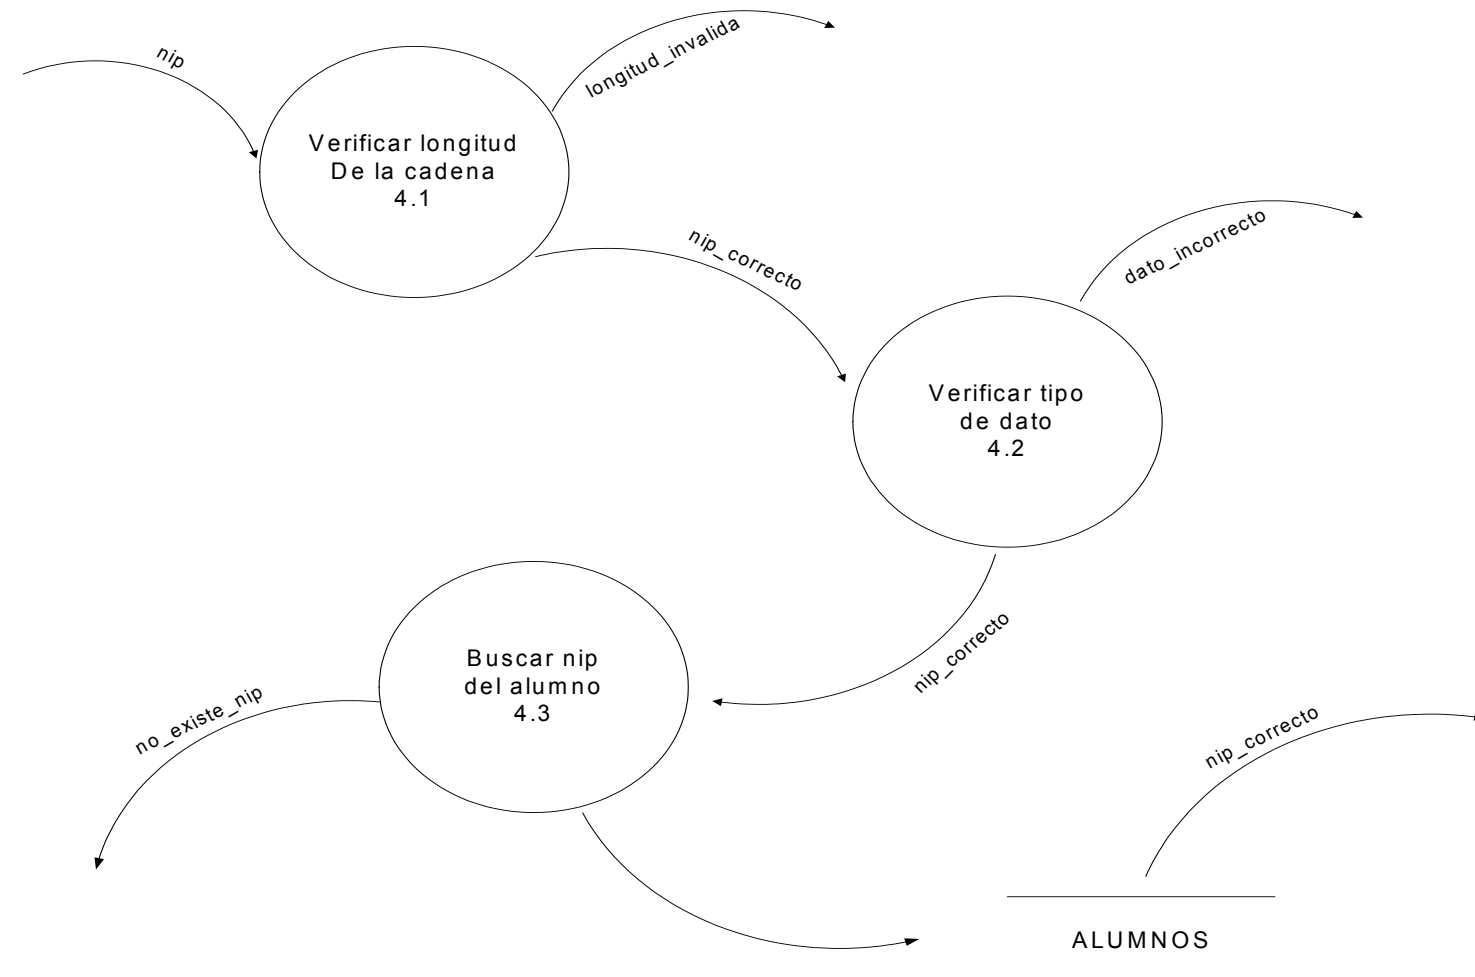 nip
longitud_invalida
Verificar longitud
De la cadena
4.1
nip_correcto
dato_incorrecto
Verificar tipo
de dato
4.2
nip_correcto
Buscar nip
del alumno
4.3
no_existe_nip
nip_correcto
ALUMNOS